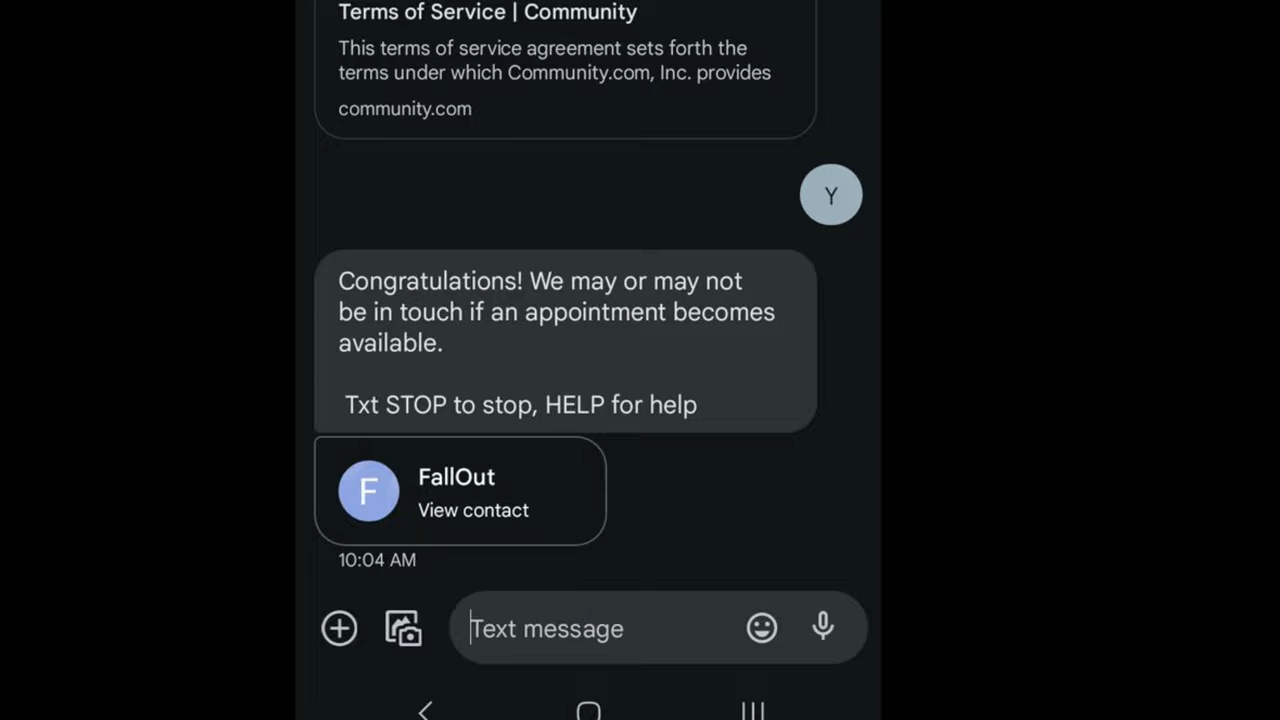 Terms of Service | Community
This terms of service agreement sets forth the
terms under which Community.com, Inc. provides
community.com
Y
Congratulations! We may or may not
be in touch if an appointment becomes
available.
Txt STOP to stop, HELP for help
F
FallOut
View contact
10:04 AM
Text message